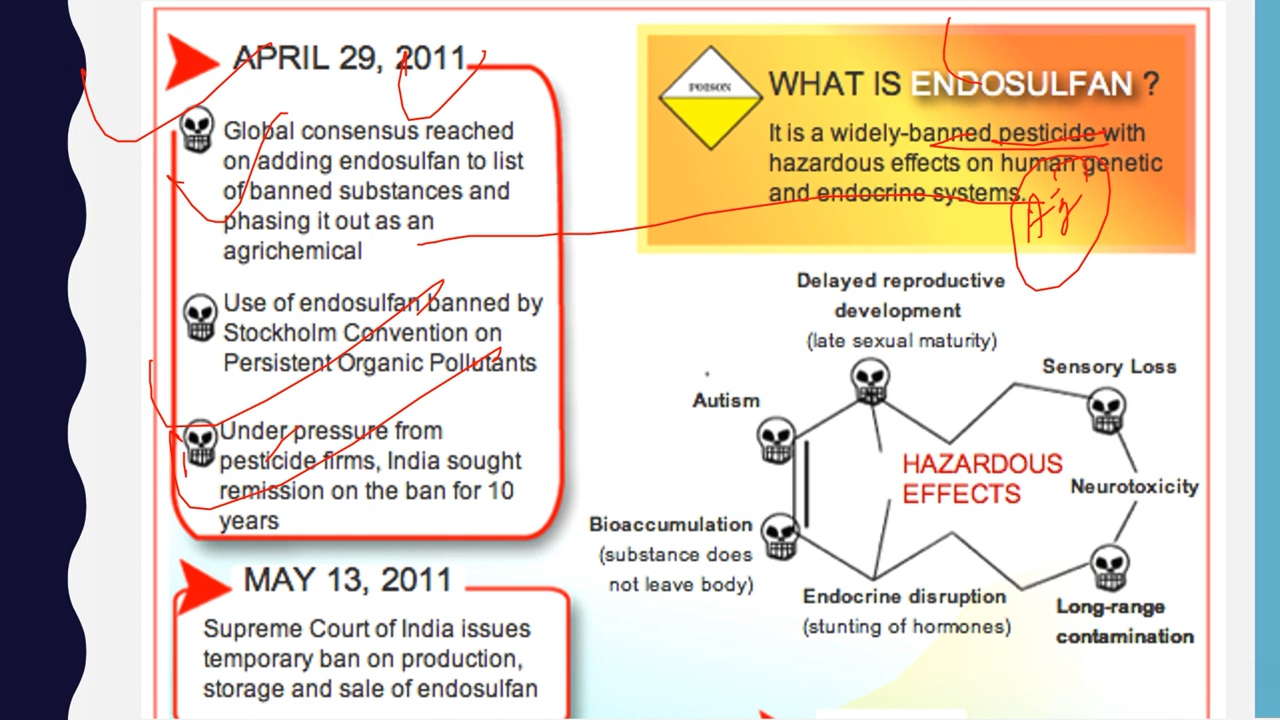 APRIL 29, 2011
Global consensus reached
on adding endosulfan to list
of banned substances and
phasing it out as an
agrichemical
Use of endosulfan banned by
Stockholm Convention on
Persistent Organic Pollutants
Under pressure from
pesticide firms, India sought
remission on the ban for 10
years
MAY 13, 2011
Supreme Court of India issues
temporary ban on production,
storage and sale of endosulfan
POISON
WHAT IS ENDOSULFAN ?
It is a widely-banned pesticide with
hazardous effects on human genetic
and endocrine systems.
Delayed reproductive
development
(late sexual maturity)
Sensory Loss
Autism
HAZARDOUS
EFFECTS
Neurotoxicity
Bioaccumulation
(substance does
not leave body)
Endocrine disruption
(stunting of hormones)
Long-range
contamination